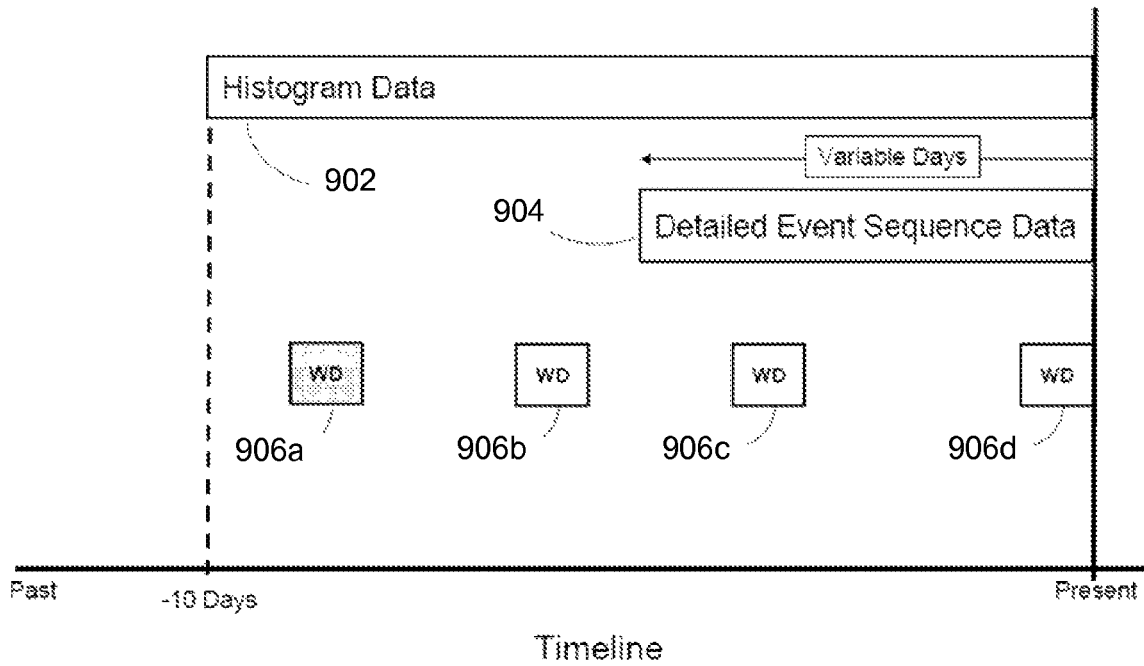 Histogram Data
Variable Days
902
904
Detailed Event Sequence Data
WD
WD
WD
WD
906a
906b
906c
906d
Past
-10 Days
Present
Timeline